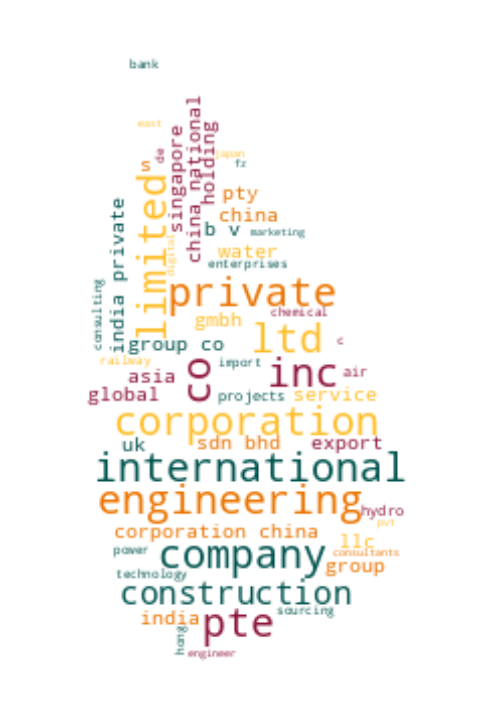 bank
east
japan
fz
de
s
singapore
china national
holding
pty
china
b v
marketing
limited
india private
digital
water
enterprises
consulting
private
chemical
gmbh
ltd
c
group co
railway
import
inc
air
asia
co
global
projects
service
corporation
uk
sdn bhd
export
international
engineering
hydro
pvt
corporation china
llc
power
company
consultants
group
technology
construction
sourcing
india
pte
hong
engineer